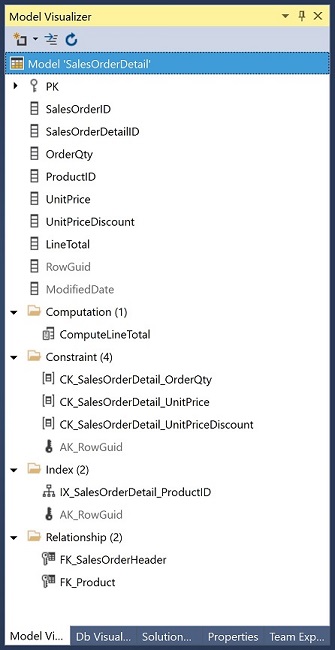 Model Visualizer
Model 'SalesOrderDetail'
PK
SalesOrderID
SalesOrderDetailID
OrderQty
ProductID
UnitPrice
UnitPriceDiscount
LineTotal
RowGuid
ModifiedDate
Computation (1)
ComputeLineTotal
Constraint (4)
CK_SalesOrderDetail_OrderQty
CK_SalesOrderDetail_UnitPrice
CK_SalesOrderDetail_UnitPriceDiscount
AK_RowGuid
Index (2)
IX_SalesOrderDetail_ProductID
AK_RowGuid
Relationship (2)
FK_SalesOrderHeader
FK_Product
Model Vi... Db Visual... Solution... Properties Team Exp...